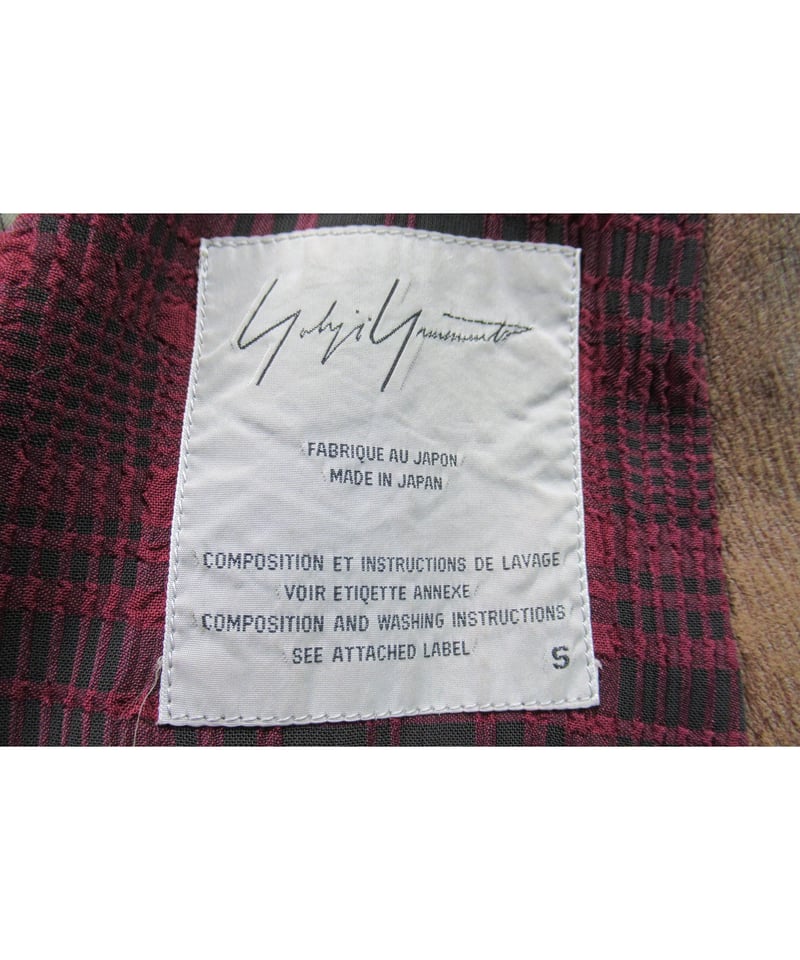 Yohji Yamamoto
FABRIQUE AU JAPON
MADE IN JAPAN
COMPOSITION ET INSTRUCTIONS DE LAVAGE
VOIR ETIQETTE ANNEXE
COMPOSITION AND WASHING INSTRUCTIONS
SEE ATTACHED LABEL
S